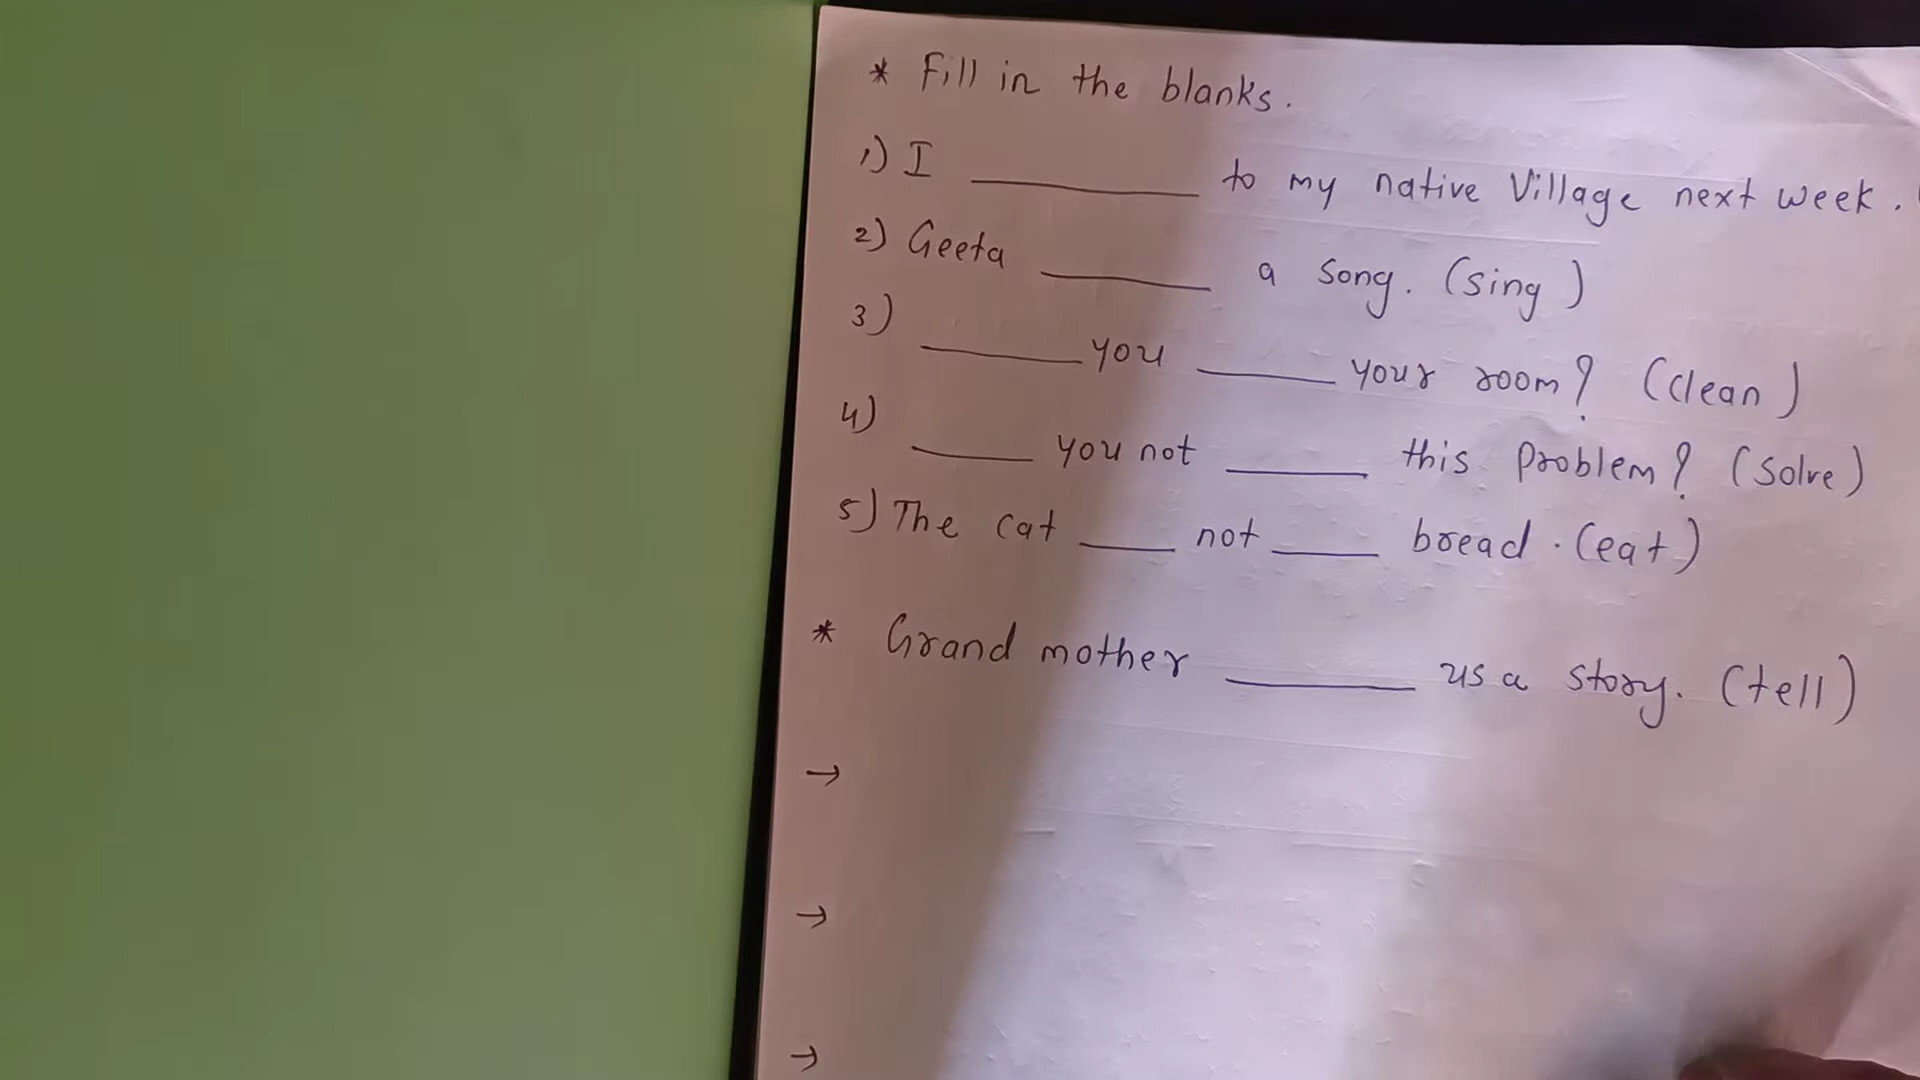 * Fill in the blanks.
1) I ________ to my native Village next week. (
2) Geeta ________ a song. (sing)
3) ________ you ________ your room? (clean)
4) ________ you not ________ this problem? (solve)
5) The cat ________ not ________ bread. (eat)
* Grand mother ________ us a story. (tell)
→
→
→